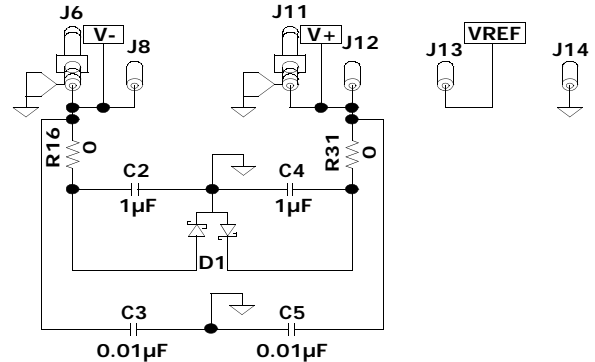 J6
V-
J8
J11
V+
J12
J13
VREF
J14
R16
0
R31
0
C2
1µF
C4
1µF
D1
C3
0.01µF
C5
0.01µF